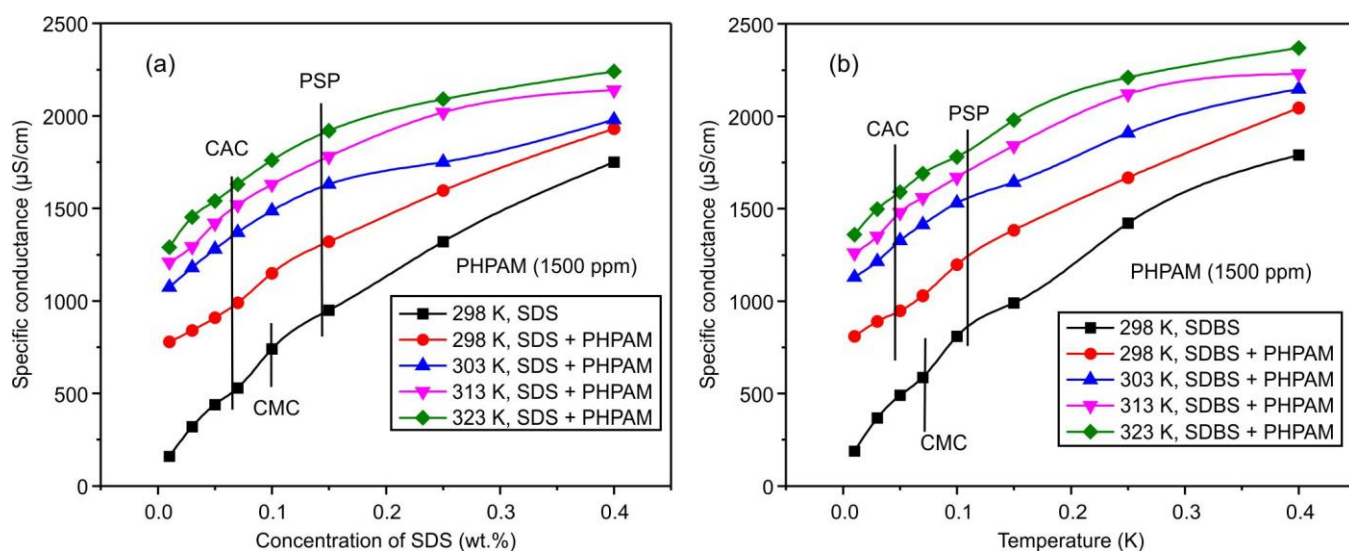 (a)
2500
2000
1500
1000
500
0
Specific conductance (µS/cm)
CAC
PSP
CMC
PHPAM (1500 ppm)
298 K, SDS
298 K, SDS + PHPAM
303 K, SDS + PHPAM
313 K, SDS + PHPAM
323 K, SDS + PHPAM
0.0 0.1 0.2 0.3 0.4
Concentration of SDS (wt.%)
(b)
2500
2000
1500
1000
500
0
Specific conductance (µS/cm)
CAC
PSP
CMC
PHPAM (1500 ppm)
298 K, SDBS
298 K, SDBS + PHPAM
303 K, SDBS + PHPAM
313 K, SDBS + PHPAM
323 K, SDBS + PHPAM
0.0 0.1 0.2 0.3 0.4
Temperature (K)